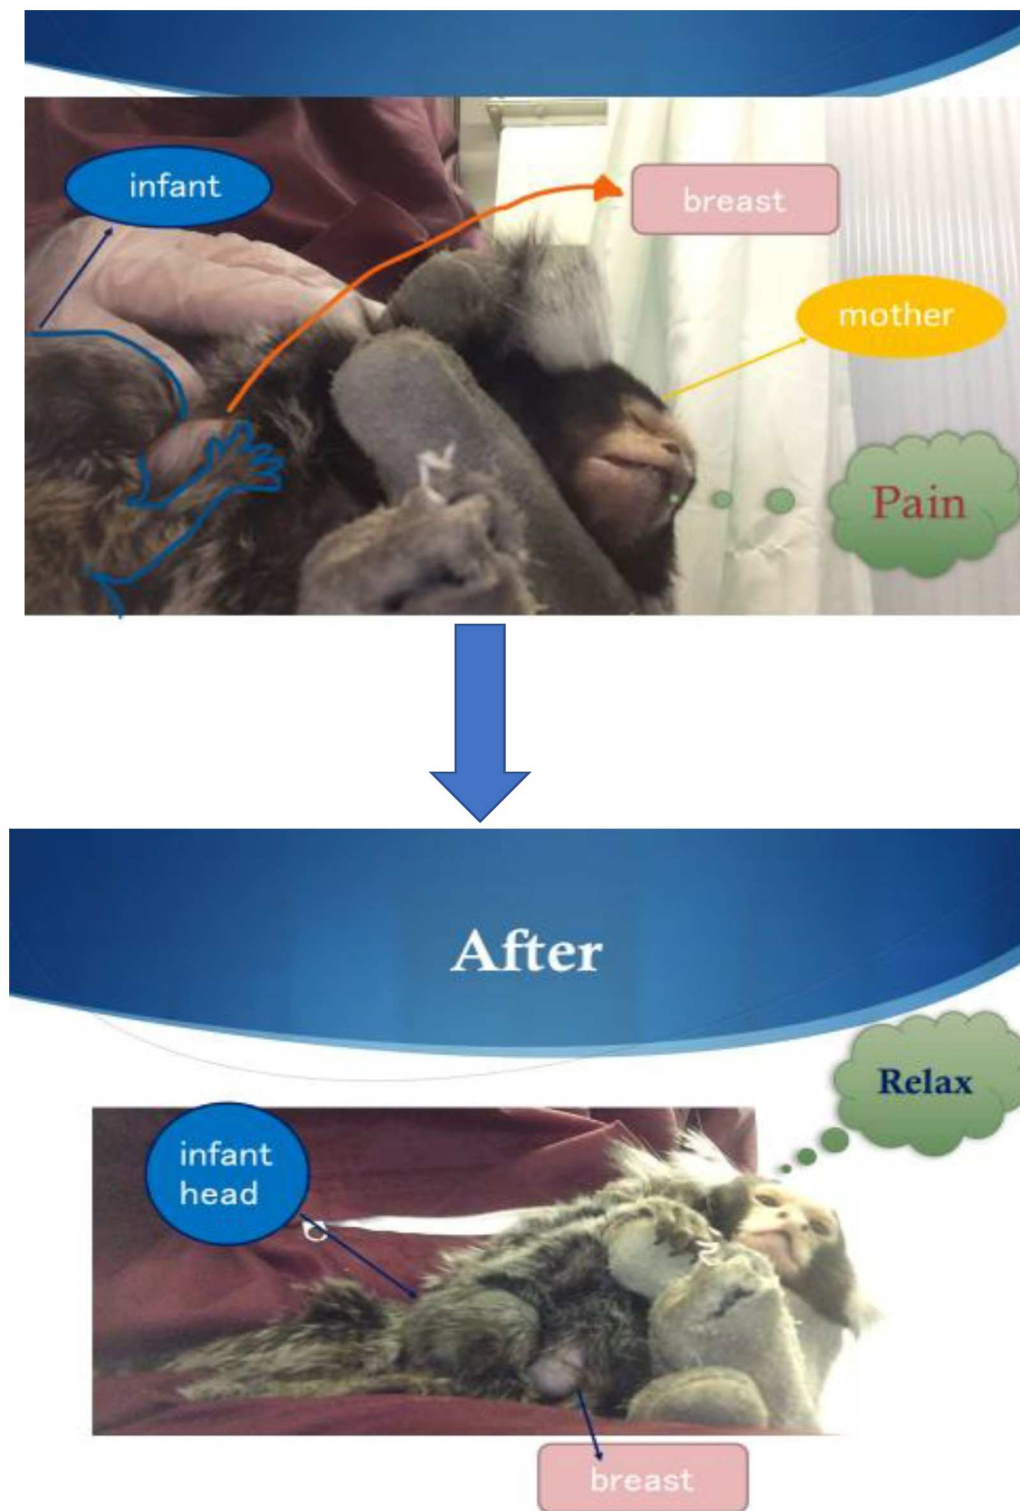 infant
breast
mother
Pain
After
Relax
infant
head
breast